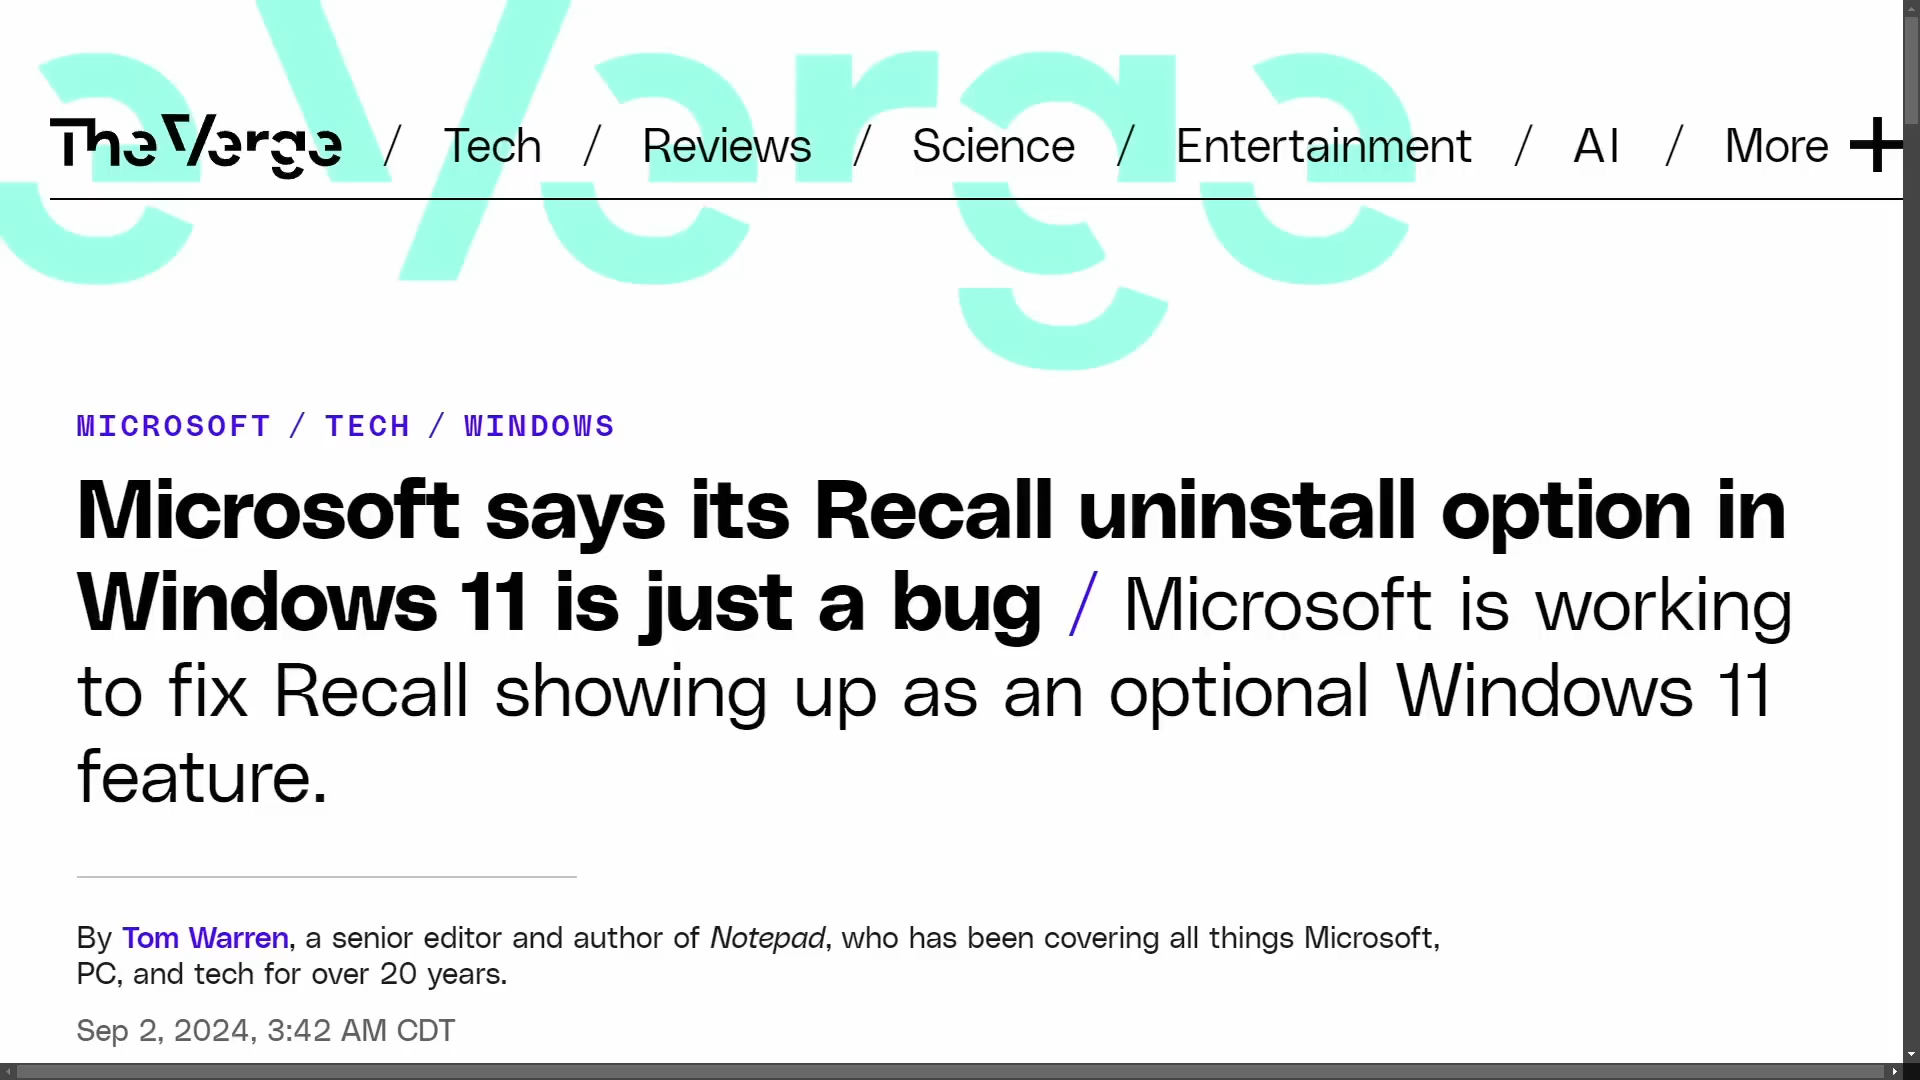 The Verge / Tech / Reviews / Science / Entertainment / AI / More
eVerge
MICROSOFT / TECH / WINDOWS
Microsoft says its Recall uninstall option in
Windows 11 is just a bug / Microsoft is working
to fix Recall showing up as an optional Windows 11
feature.
By Tom Warren, a senior editor and author of Notepad, who has been covering all things Microsoft,
PC, and tech for over 20 years.
Sep 2, 2024, 3:42 AM CDT